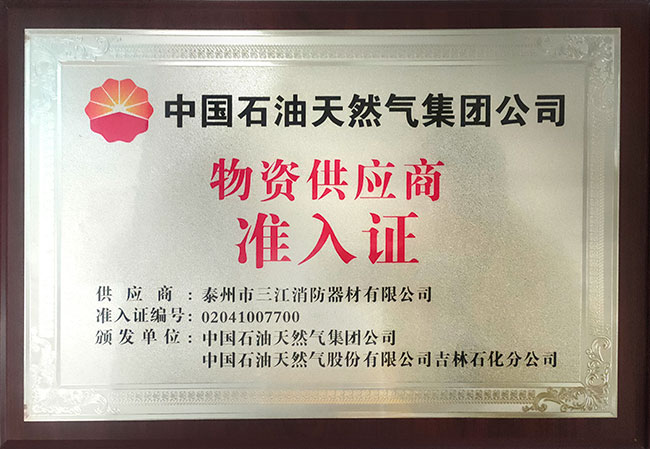 中国石油天然气集团公司
物资供应商
准入证
供应商：泰州市三江消防器材有限公司
准入证编号：02041007700
颁发单位：中国石油天然气集团公司
中国石油天然气股份有限公司吉林石化分公司